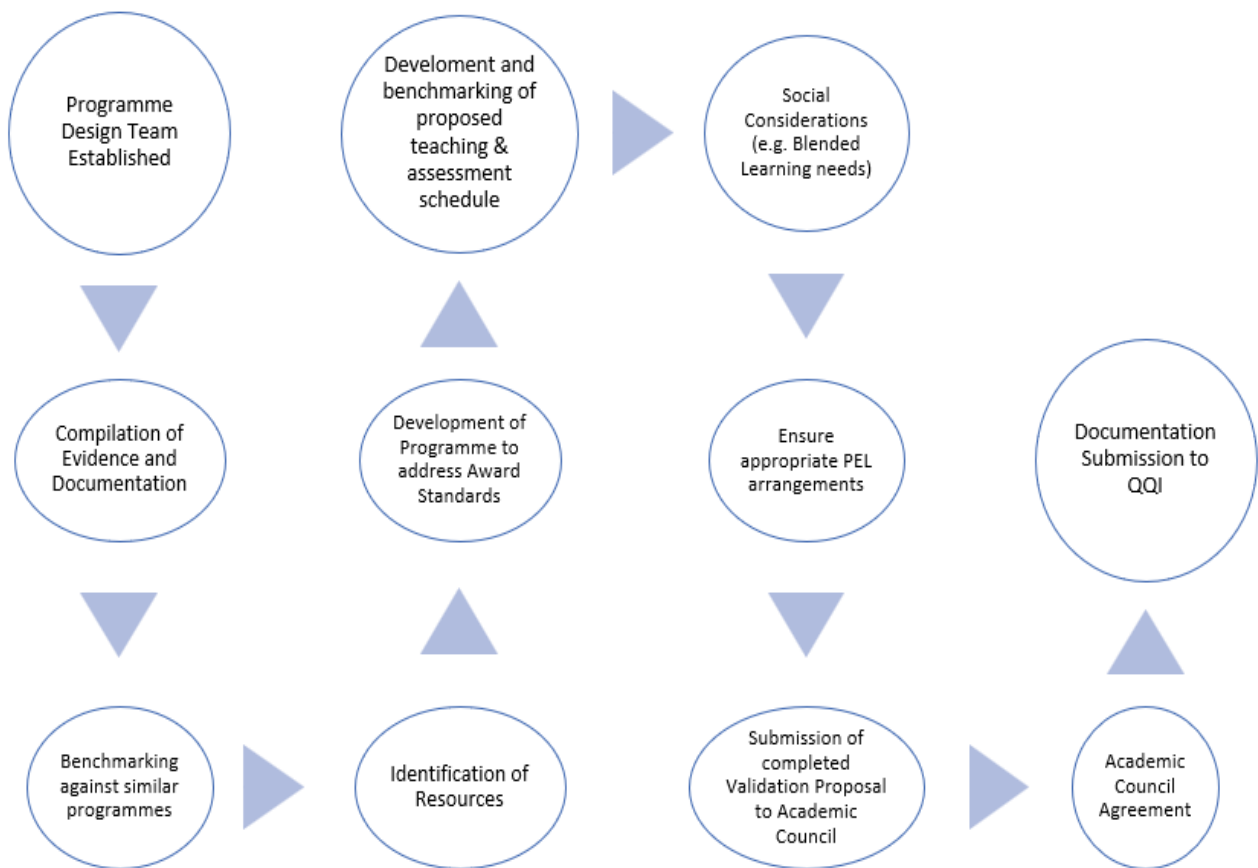 Programme
Design Team
Established
Compilation of
Evidence and
Documentation
Benchmarking
against similar
programmes
Identification of
Resources
Development of
Programme to
address Award
Standards
Develoment and
benchmarking of
proposed
teaching &
assessment
schedule
Social
Considerations
(e.g. Blended
Learning needs)
Ensure
appropriate PEL
arrangements
Submission of
completed
Validation Proposal
to Academic
Council
Academic
Council
Agreement
Documentation
Submission to
QQI